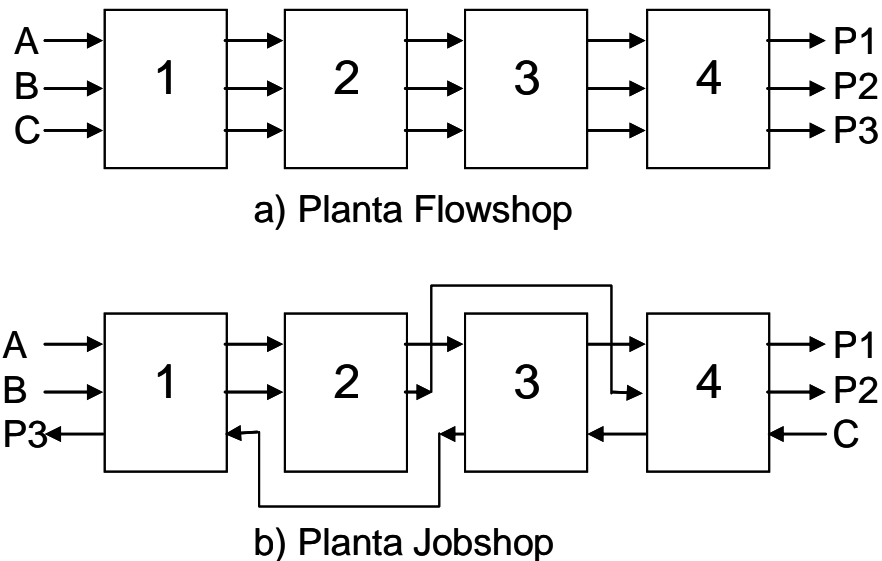 A 1 2 3 4 P1
B P2
C P3
a) Planta Flowshop
A 1 2 3 4 P1
B P2
P3 C
b) Planta Jobshop